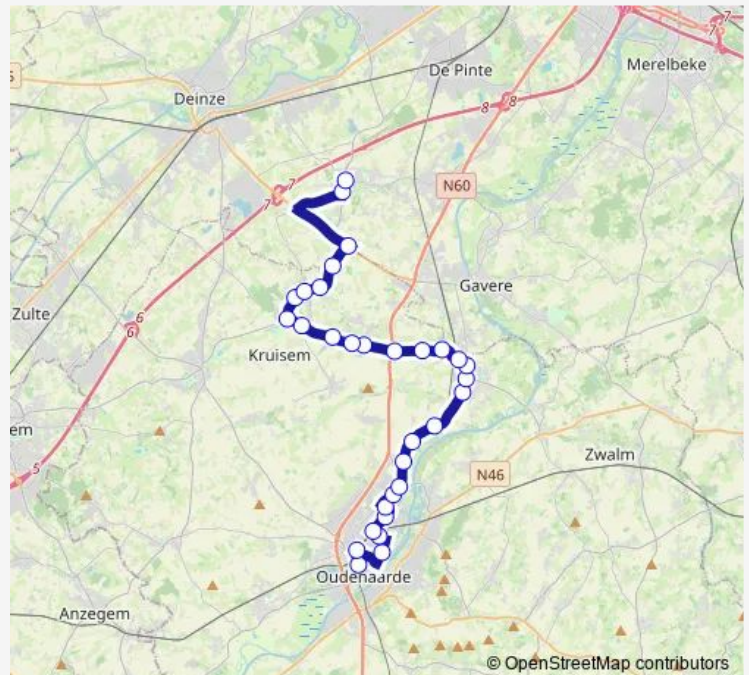 De Pinte
Merelbeke
7
7
Deinze
8
8
7
7
N60
Gavere
Zulte
6
6
Kruisem
em
5
Zwalm
N46
Oudenaarde
Anzegem
© OpenStreetMap contributors